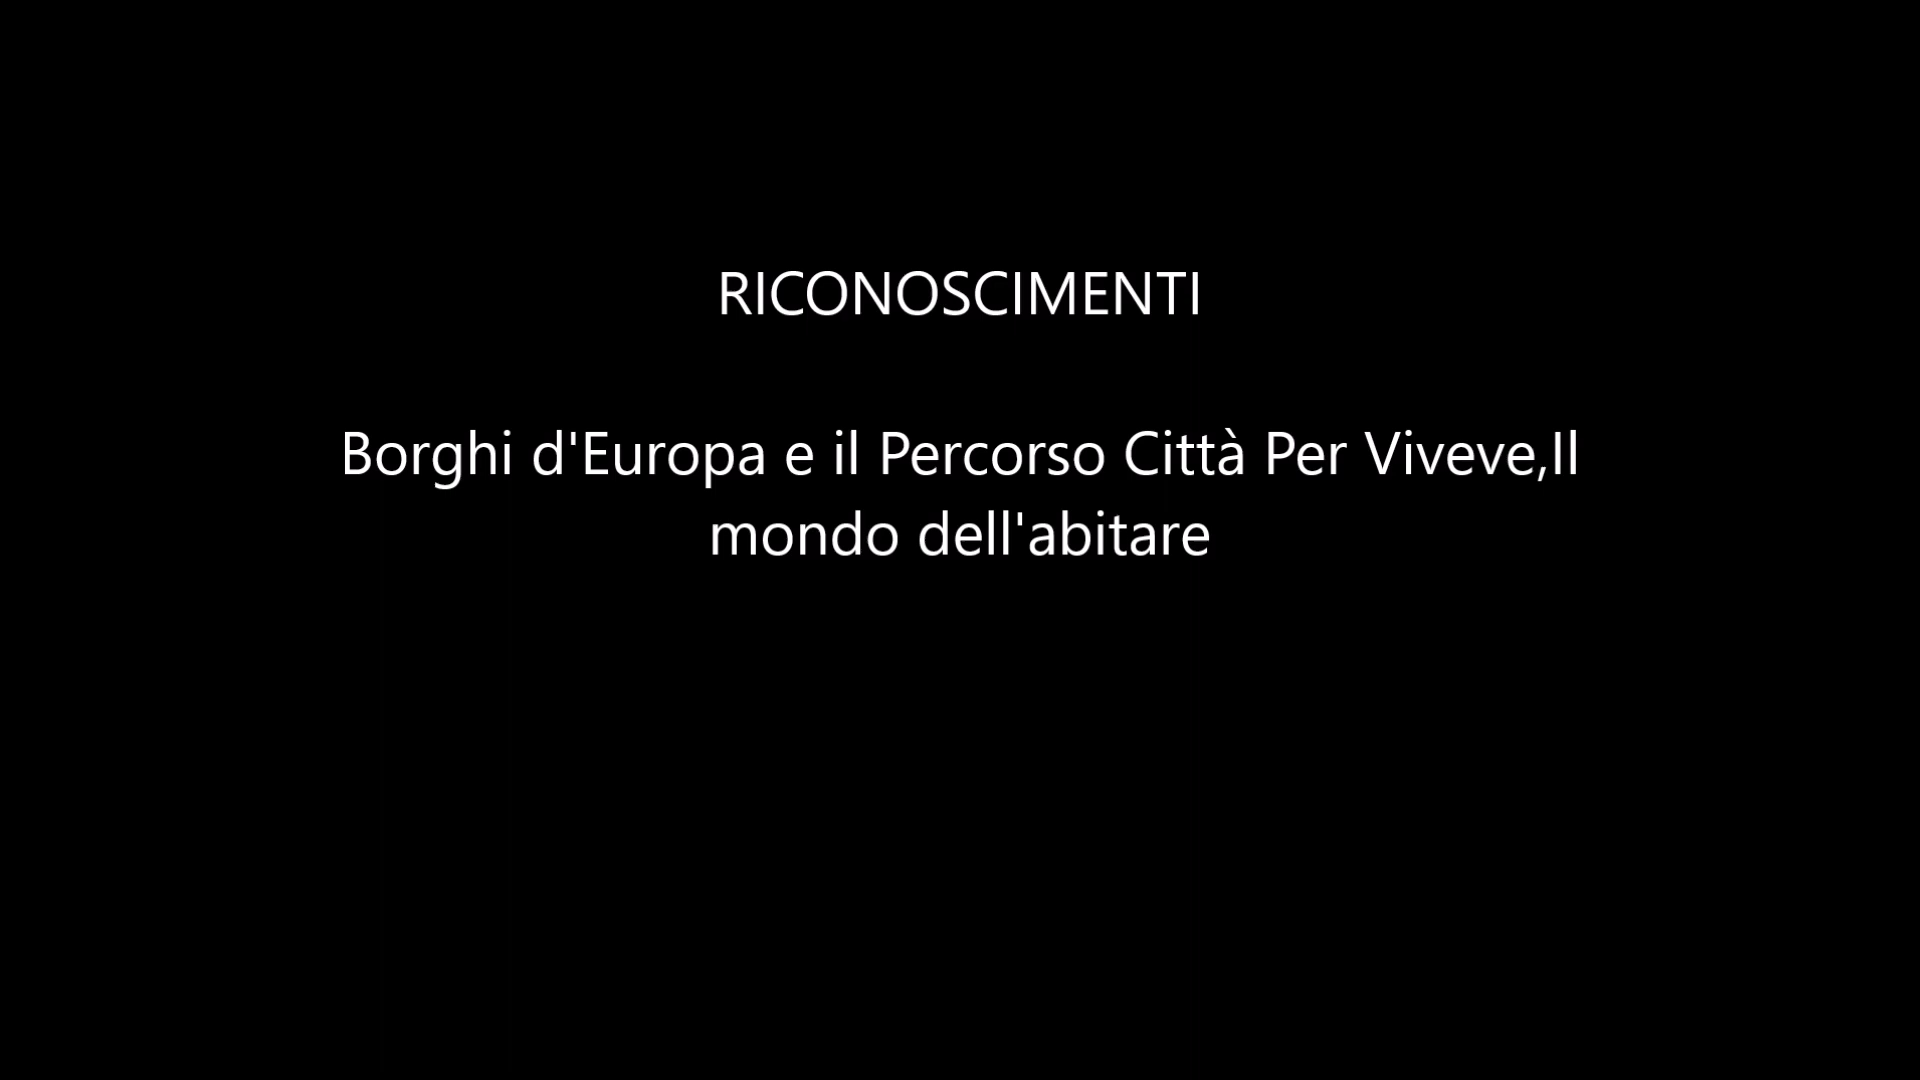 RICONOSCIMENTI
Borghi d'Europa e il Percorso Città Per Viveve,Il
mondo dell'abitare